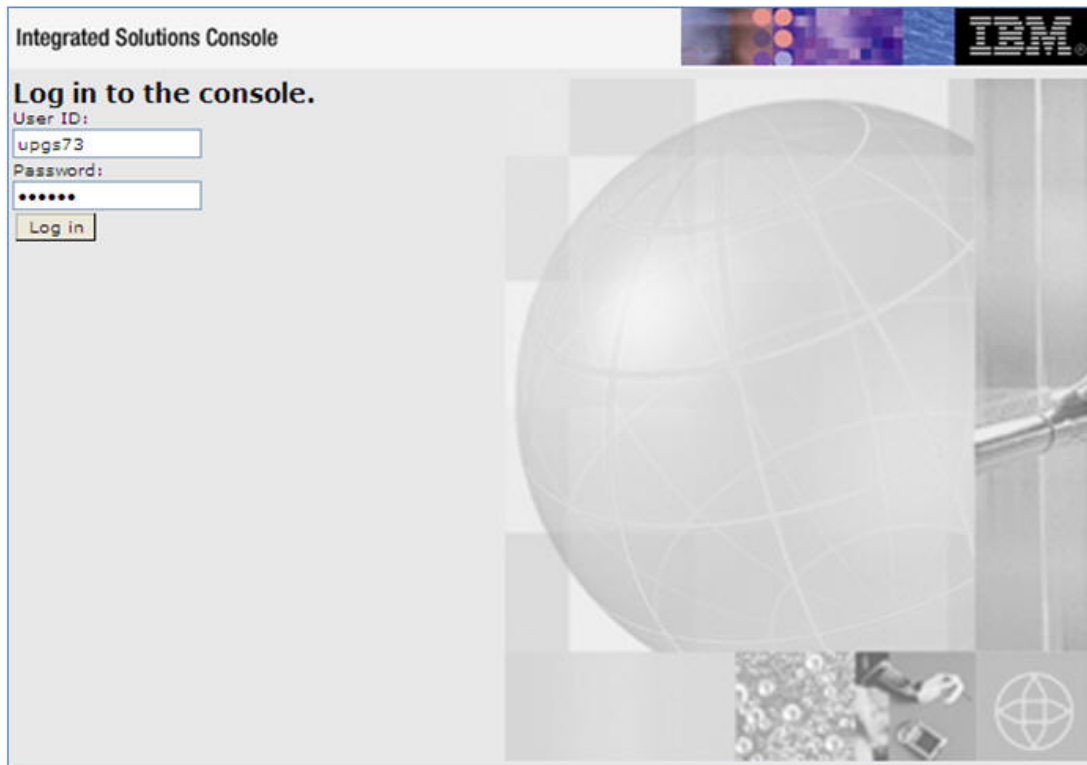 Integrated Solutions Console
IBM®
Log in to the console.
User ID:
upgs73
Password:
••••••
Log in